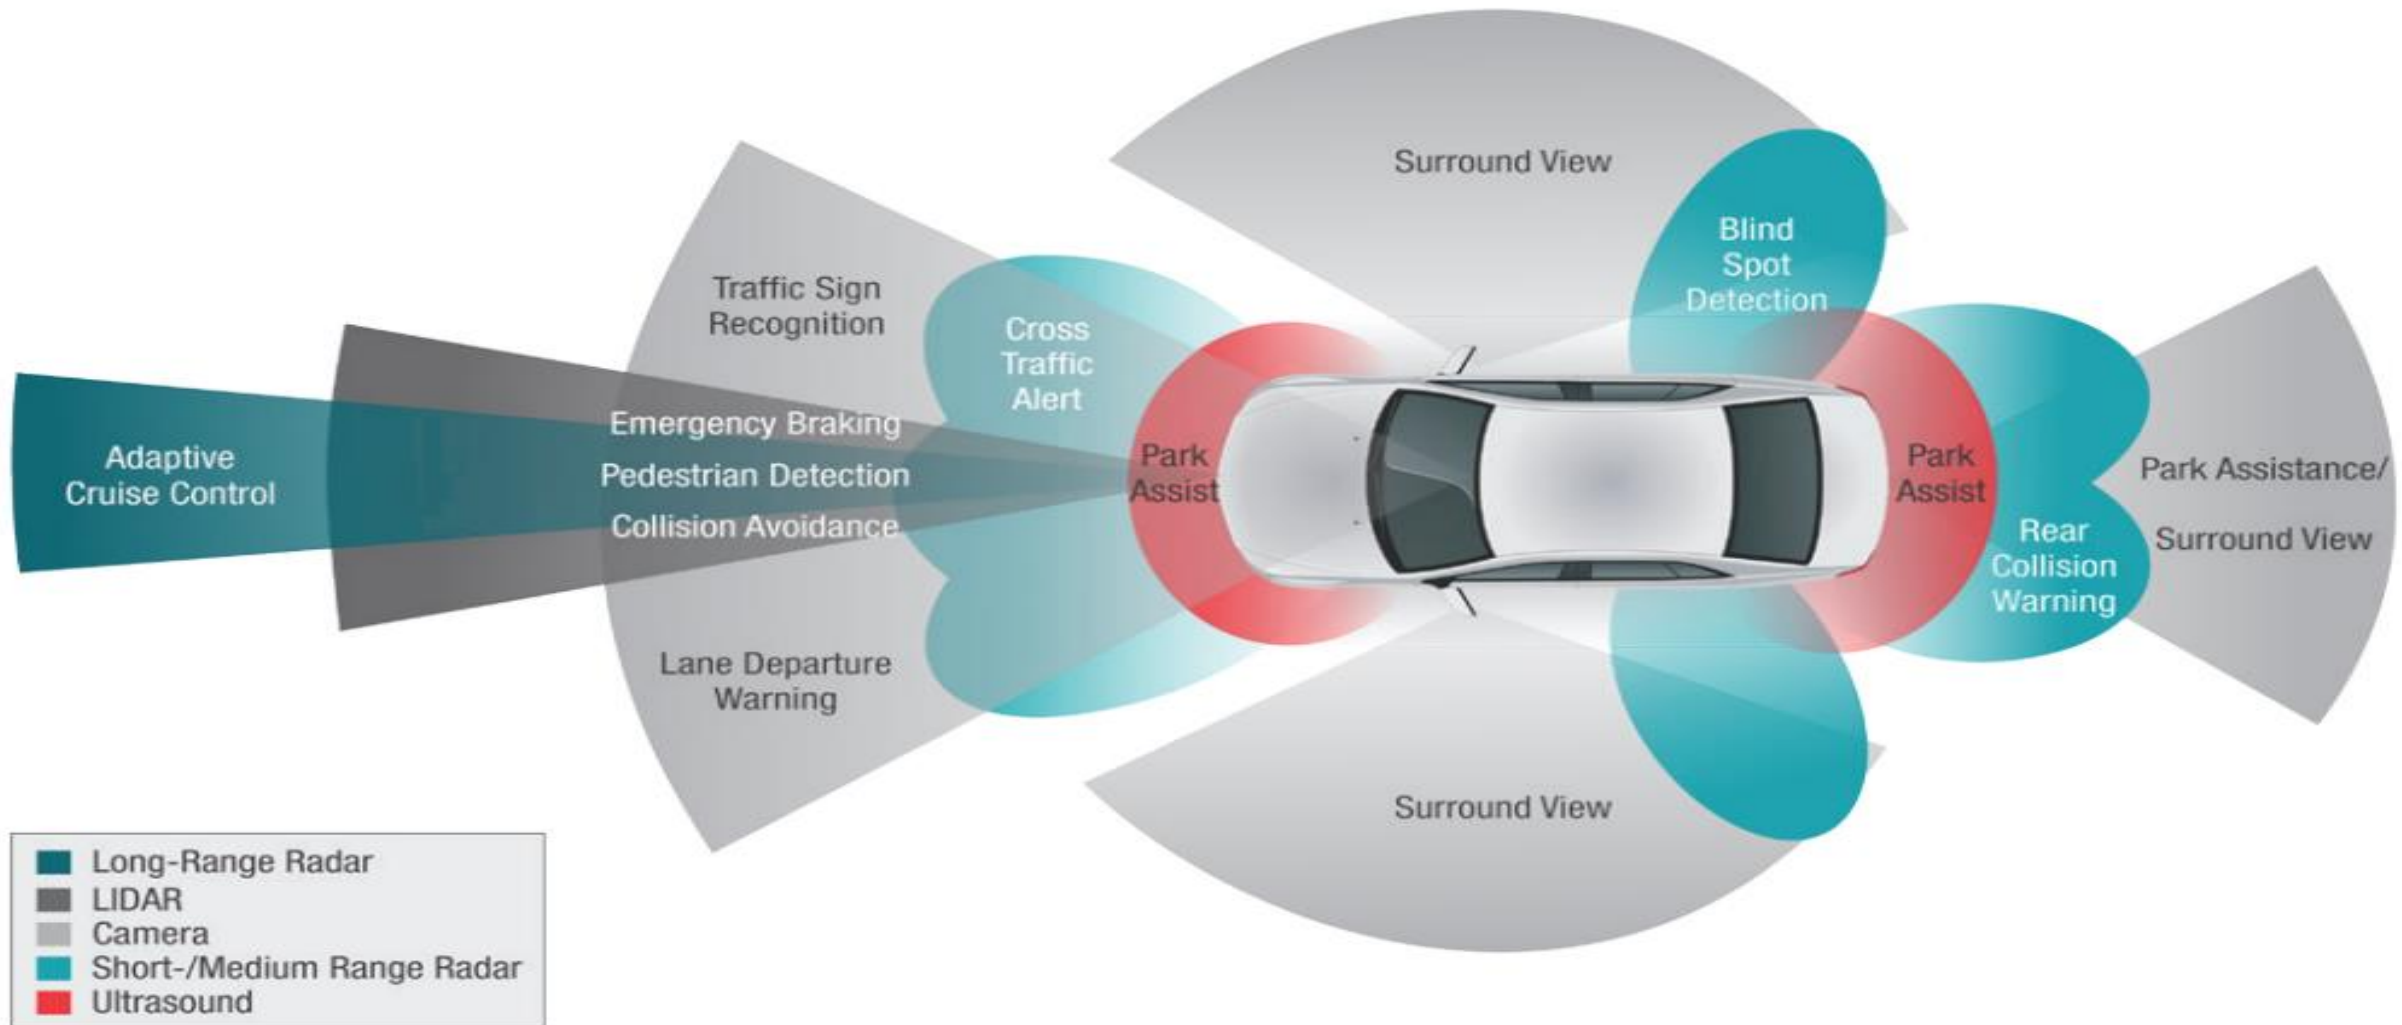 Surround View
Blind
Spot
Detection
Traffic Sign
Recognition
Cross
Traffic
Alert
Emergency Braking
Pedestrian Detection
Collision Avoidance
Adaptive
Cruise Control
Park
Assist
Park
Assist
Park Assistance/
Surround View
Rear
Collision
Warning
Lane Departure
Warning
Surround View
Long-Range Radar
LIDAR
Camera
Short-/Medium Range Radar
Ultrasound